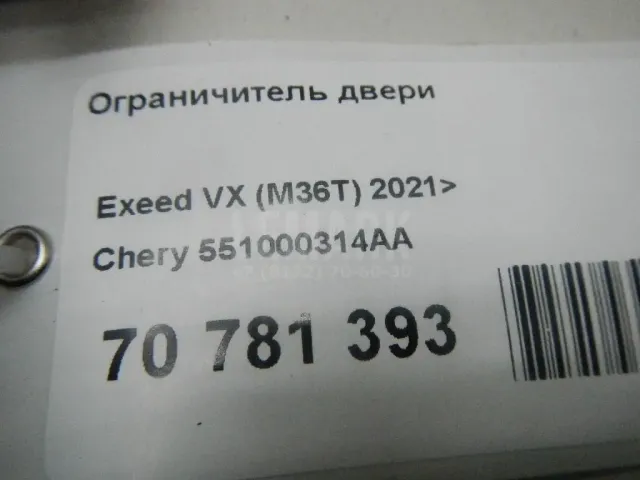 Ограничитель двери
Exeed VX (M36T) 2021>
Chery 551000314AA
70 781 393